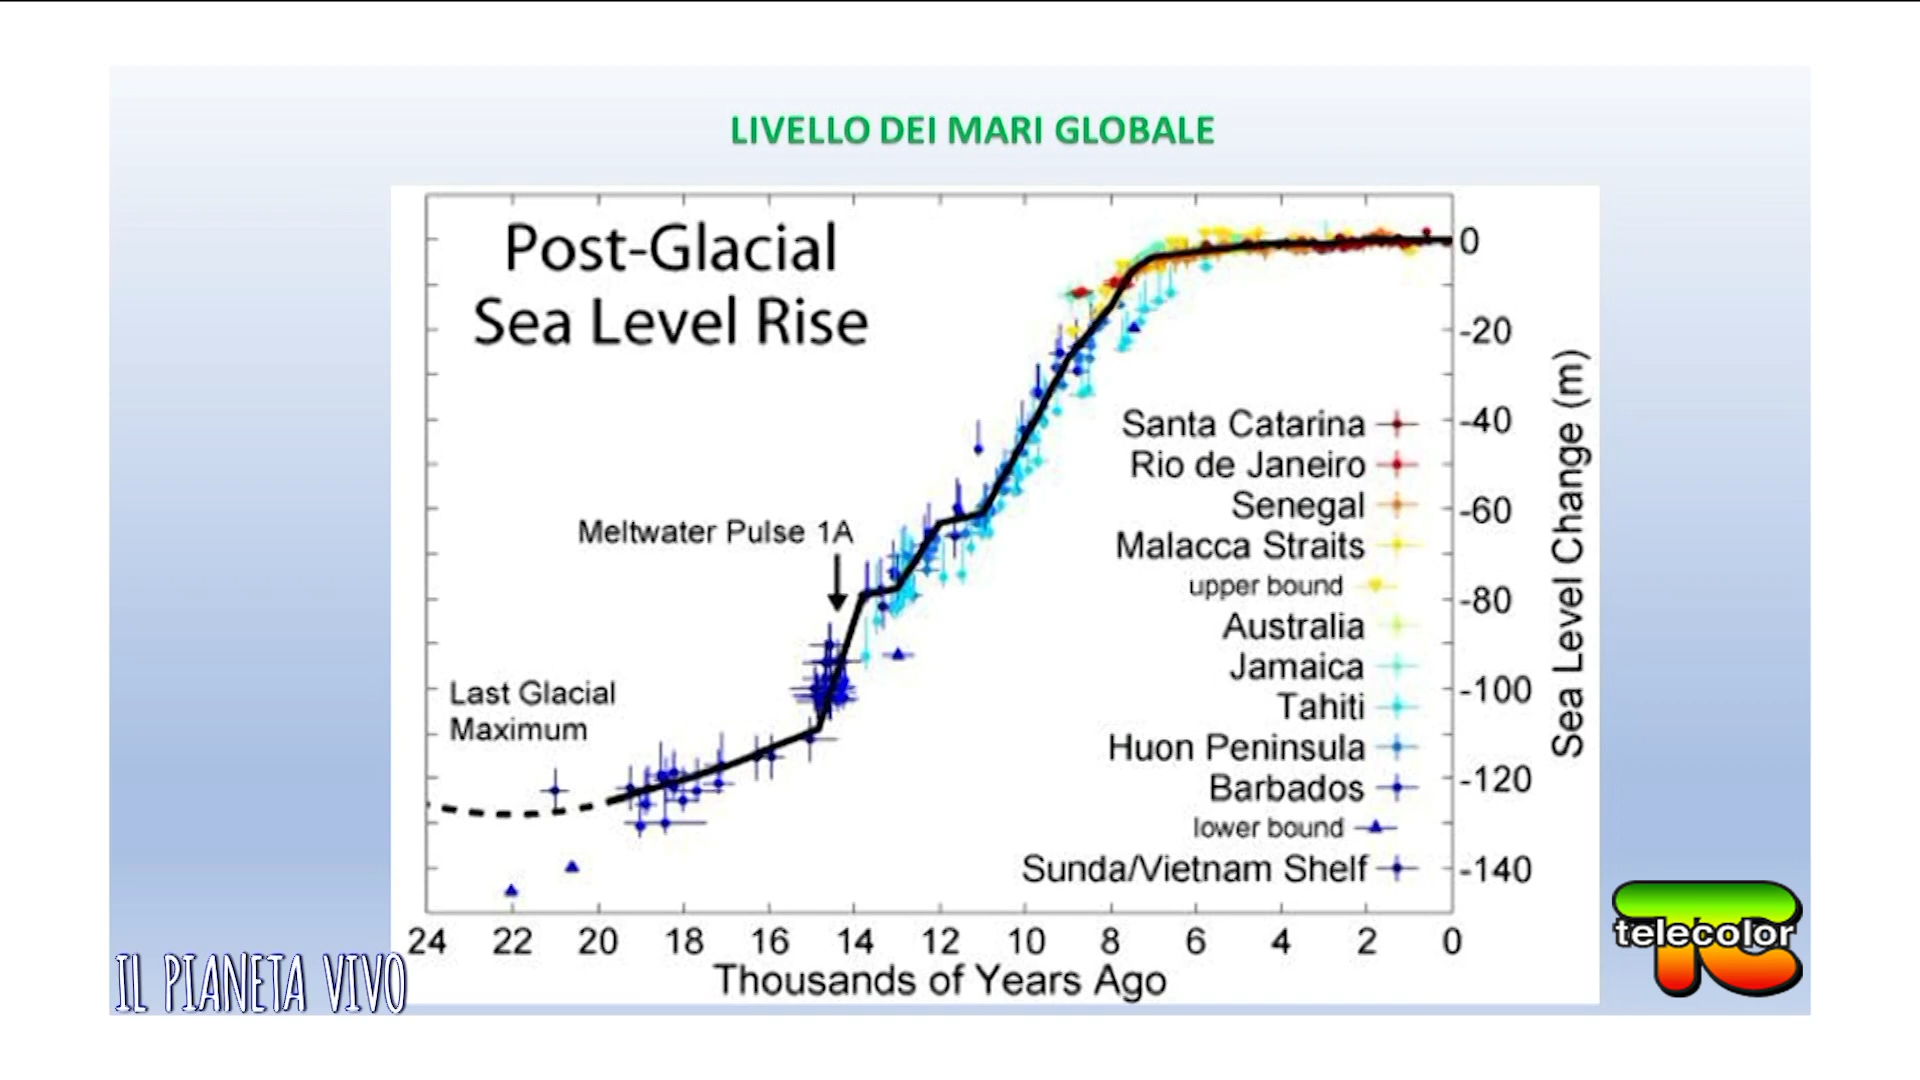 LIVELLO DEI MARI GLOBALE
Post-Glacial
Sea Level Rise
Meltwater Pulse 1A
Last Glacial
Maximum
Santa Catarina
Rio de Janeiro
Senegal
Malacca Straits
upper bound
Australia
Jamaica
Tahiti
Huon Peninsula
Barbados
lower bound
Sunda/Vietnam Shelf
0
-20
-40
-60
-80
-100
-120
-140
Sea Level Change (m)
24 22 20 18 16 14 12 10 8 6 4 2 0
Thousands of Years Ago
IL PIANETA VIVO
TC
telecolor